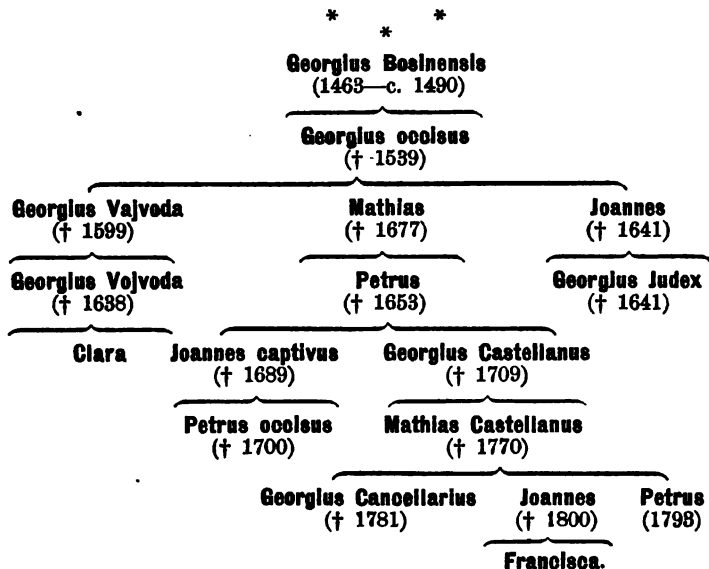 * *
*
Georgius Bosinensis
(1463—c. 1490)
Georgius occisus
(† 1539)
Georgius Vajvoda Mathias Joannes
(† 1599) († 1677) († 1641)
Georgius Vojvoda Petrus Georgius Judex
(† 1638) († 1653) († 1641)
Clara Joannes captivus Georgius Castellanus
(† 1689) († 1709)
Petrus occisus Mathias Castellanus
(† 1700) († 1770)
Georgius Cancellarius Joannes Petrus
(† 1781) († 1800) (1793)
Francisca.